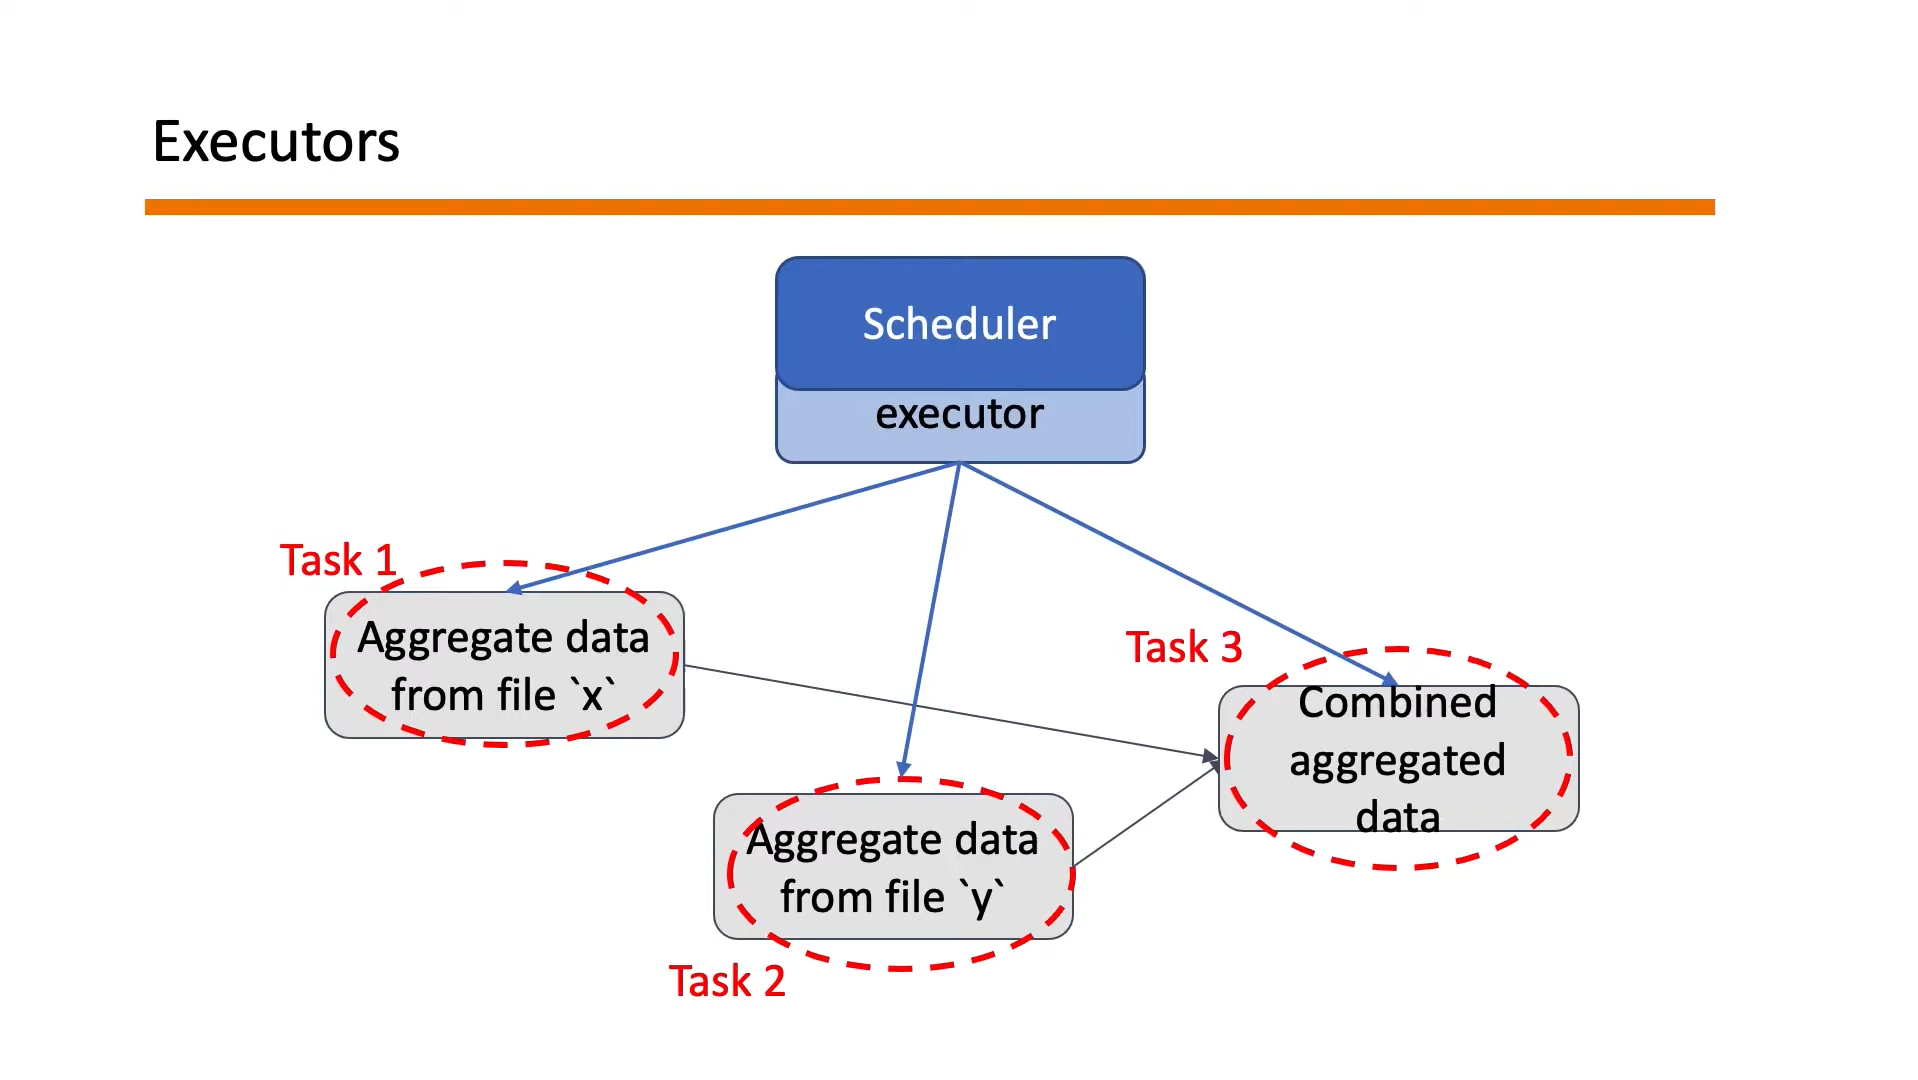 Executors
Scheduler
executor
Task 1
Aggregate data
from file `x`
Task 3
Combined
aggregated
data
Aggregate data
from file `y`
Task 2